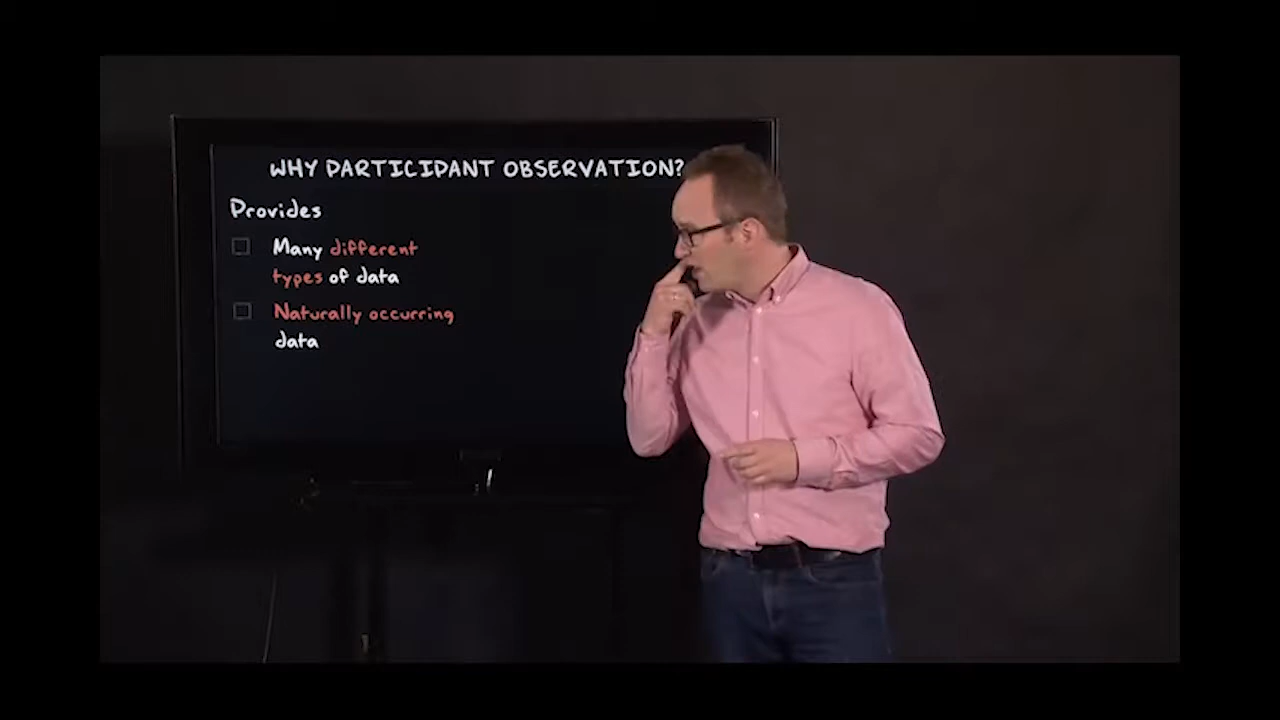 WHY PARTICIPANT OBSERVATION?
Provides
Many different
types of data
Naturally occurring
data